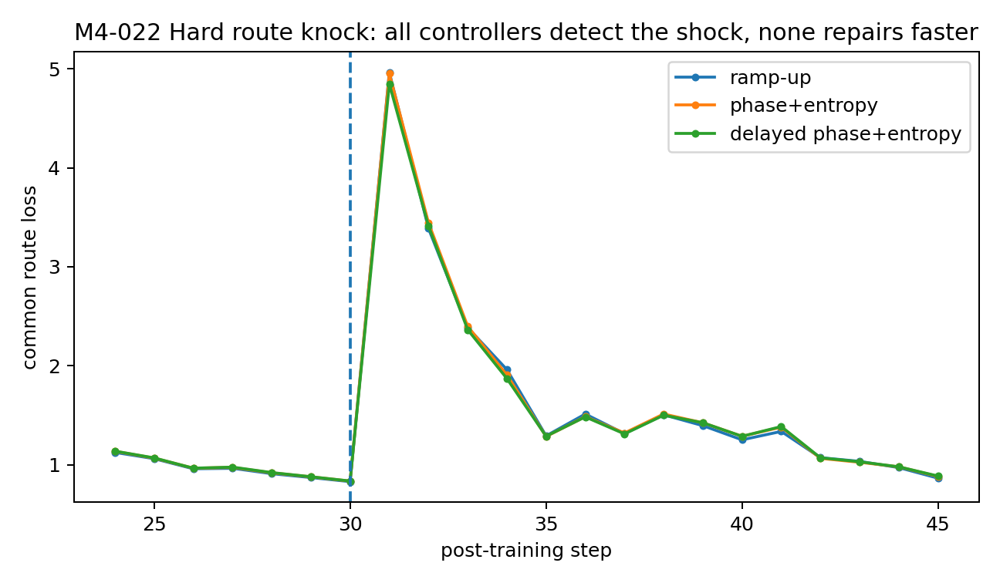 M4-022 Hard route knock: all controllers detect the shock, none repairs faster
ramp-up
phase+entropy
delayed phase+entropy
common route loss
5
4
3
2
1
25
30
35
40
45
post-training step